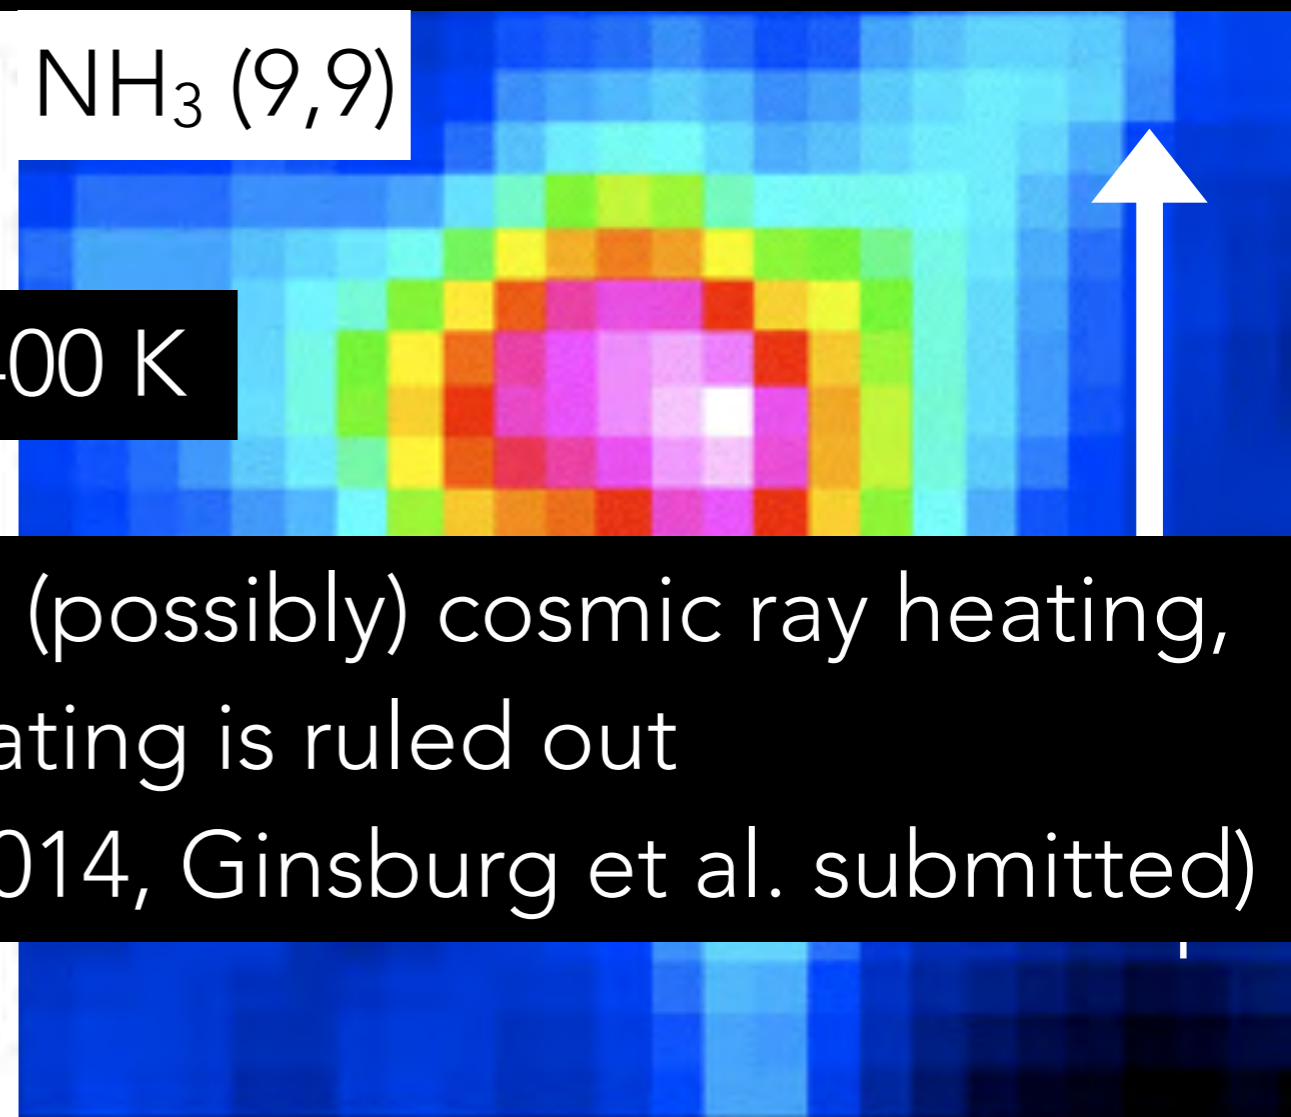 NH₃ (9,9)
00 K
(possibly) cosmic ray heating,
ating is ruled out
014, Ginsburg et al. submitted)